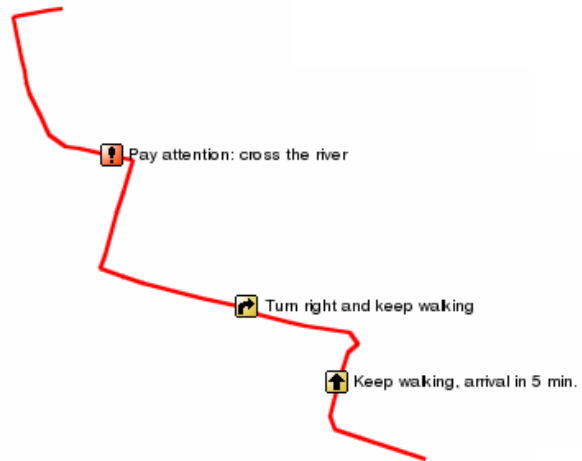 Pay attention: cross the river
Turn right and keep walking
Keep walking, arrival in 5 min.